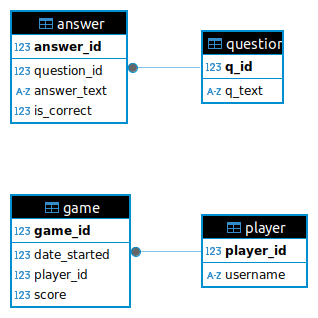 answer
123 answer_id
123 question_id
A-Z answer_text
123 is_correct
question
123 q_id
A-Z q_text
game
123 game_id
123 date_started
123 player_id
123 score
player
123 player_id
A-Z username